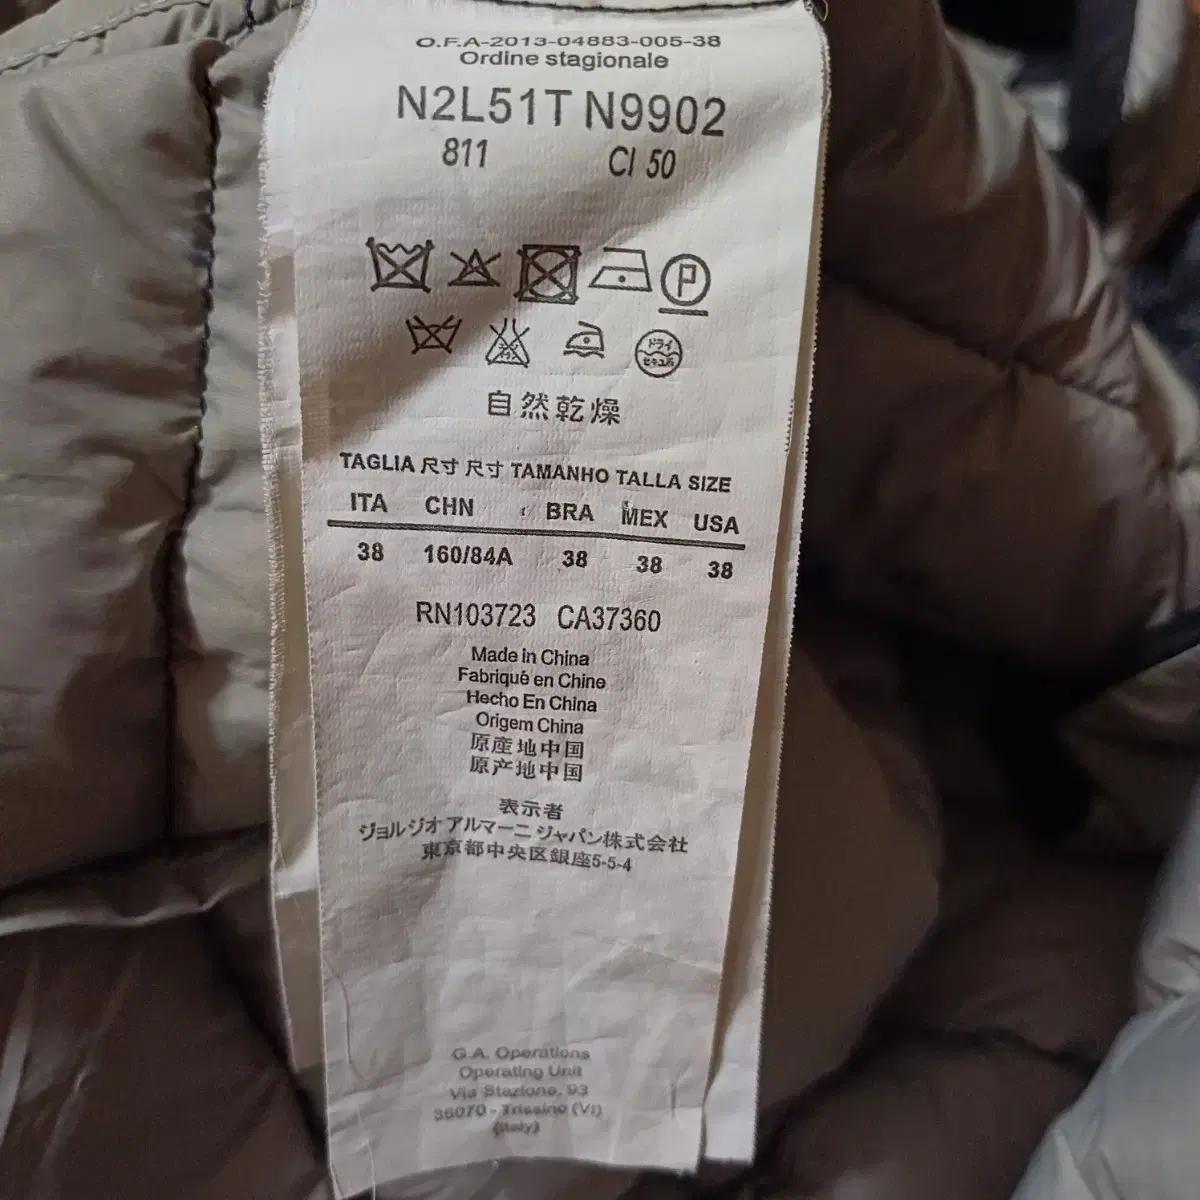 O.F.A-2013-04883-005-38
Ordine stagionale
N2L51T N9902
811 CI 50
P
ドライ
セキユ系
自然乾燥
TAGLIA 尺寸 尺寸 TAMANHO TALLA SIZE
ITA CHN BRA MEX USA
38 160/84A 38 38 38
RN103723 CA37360
Made in China
Fabriqué en Chine
Hecho En China
Origem China
原産地中国
原产地中国
表示者
ジョルジオ アルマーニ ジャパン株式会社
東京都中央区銀座5-5-4
G.A. Operations
Operating Unit
Via Stazione, 93
36070 - Trissino (VI)
(Italy)